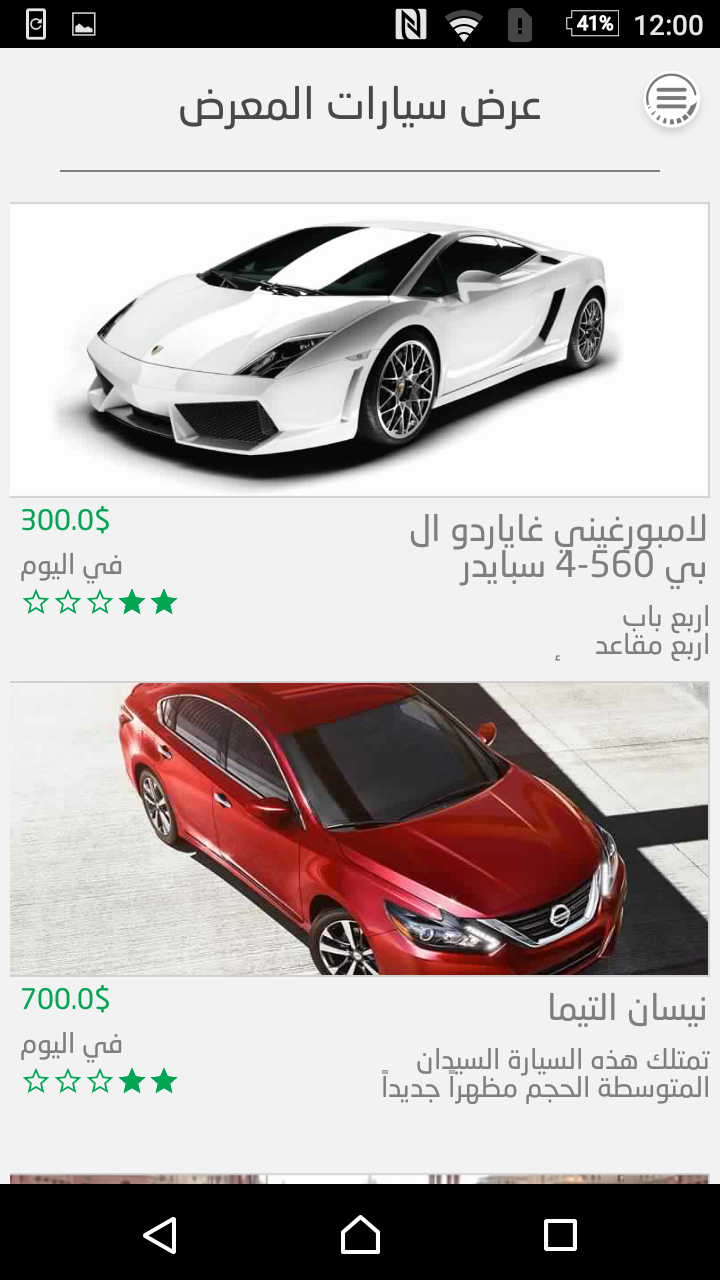 41% 12:00
عرض سيارات المعرض
لامبورغيني غاياردو ال
بي 560-4 سبايدر
300.0$
في اليوم
اربع باب
اربع مقاعد
نيسان التيما
700.0$
في اليوم
تمتلك هذه السيارة السيدان
المتوسطة الحجم مظهراً جديداً